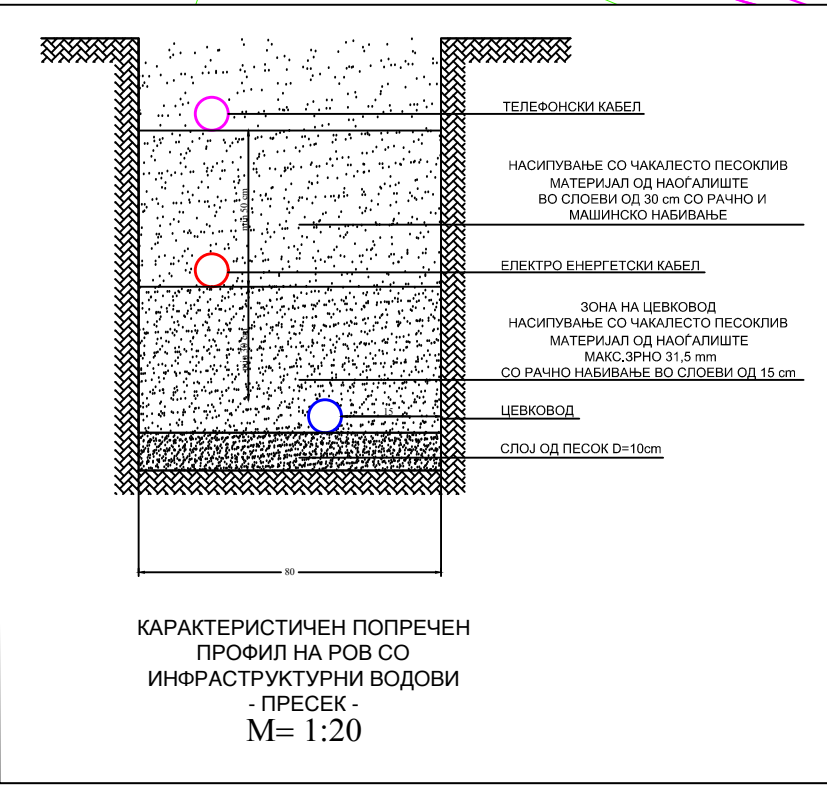 ТЕЛЕФОНСКИ КАБЕЛ
НАСИПУВАЊЕ СО ЧАКАЛЕСТО ПЕСОКЛИВ
МАТЕРИЈАЛ ОД НАОЃАЛИШТЕ
ВО СЛОЕВИ ОД 30 cm СО РАЧНО И
МАШИНСКО НАБИВАЊЕ
min 50 cm
ЕЛЕКТРО ЕНЕРГЕТСКИ КАБЕЛ
ЗОНА НА ЦЕВКОВОД
НАСИПУВАЊЕ СО ЧАКАЛЕСТО ПЕСОКЛИВ
МАТЕРИЈАЛ ОД НАОЃАЛИШТЕ
МАКС.ЗРНО 31,5 mm
СО РАЧНО НАБИВАЊЕ ВО СЛОЕВИ ОД 15 cm
15
ЦЕВКОВОД
СЛОЈ ОД ПЕСОК D=10cm
80
КАРАКТЕРИСТИЧЕН ПОПРЕЧЕН
ПРОФИЛ НА РОВ СО
ИНФРАСТРУКТУРНИ ВОДОВИ
- ПРЕСЕК -
М= 1:20